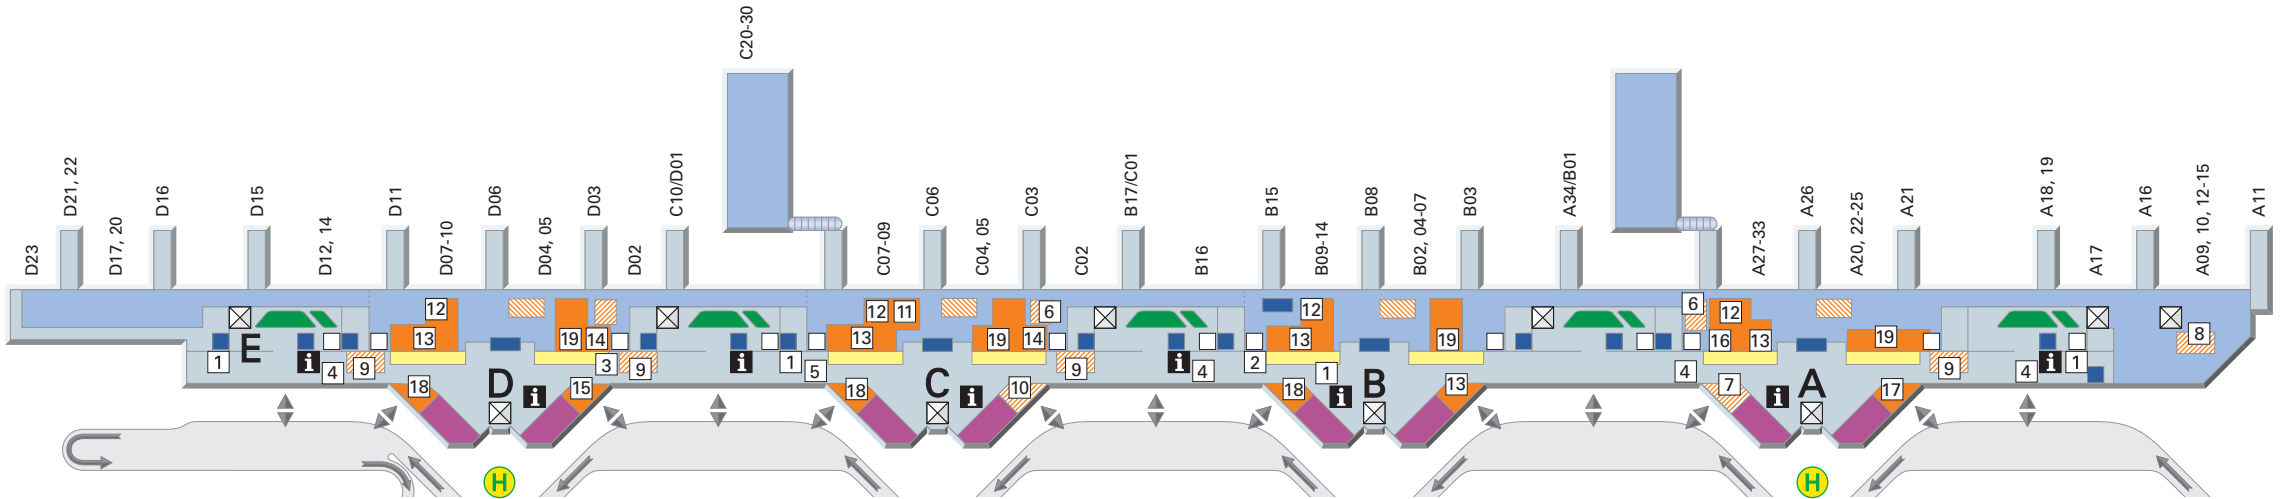 C20-30
D23
D21, 22
D17, 20
D16
D15
D12, 14
D11
D07-10
D06
D04, 05
D03
D02
C10/D01
C07-09
C06
C04, 05
C03
C02
B17/C01
B16
B15
B09-14
B08
B02, 04-07
B03
A34/B01
A27-33
A26
A20, 22-25
A21
A18, 19
A17
A16
A09, 10, 12-15
A11
12
12
11
6
12
6
12
13
19
14
13
19
14
13
19
16
13
19
8
1
E
i
4
9
3
9
i
1
5
9
i
4
2
1
4
9
4
i
1
18
D
i
15
18
C
i
10
18
i
B
13
7
i
A
17
H
H